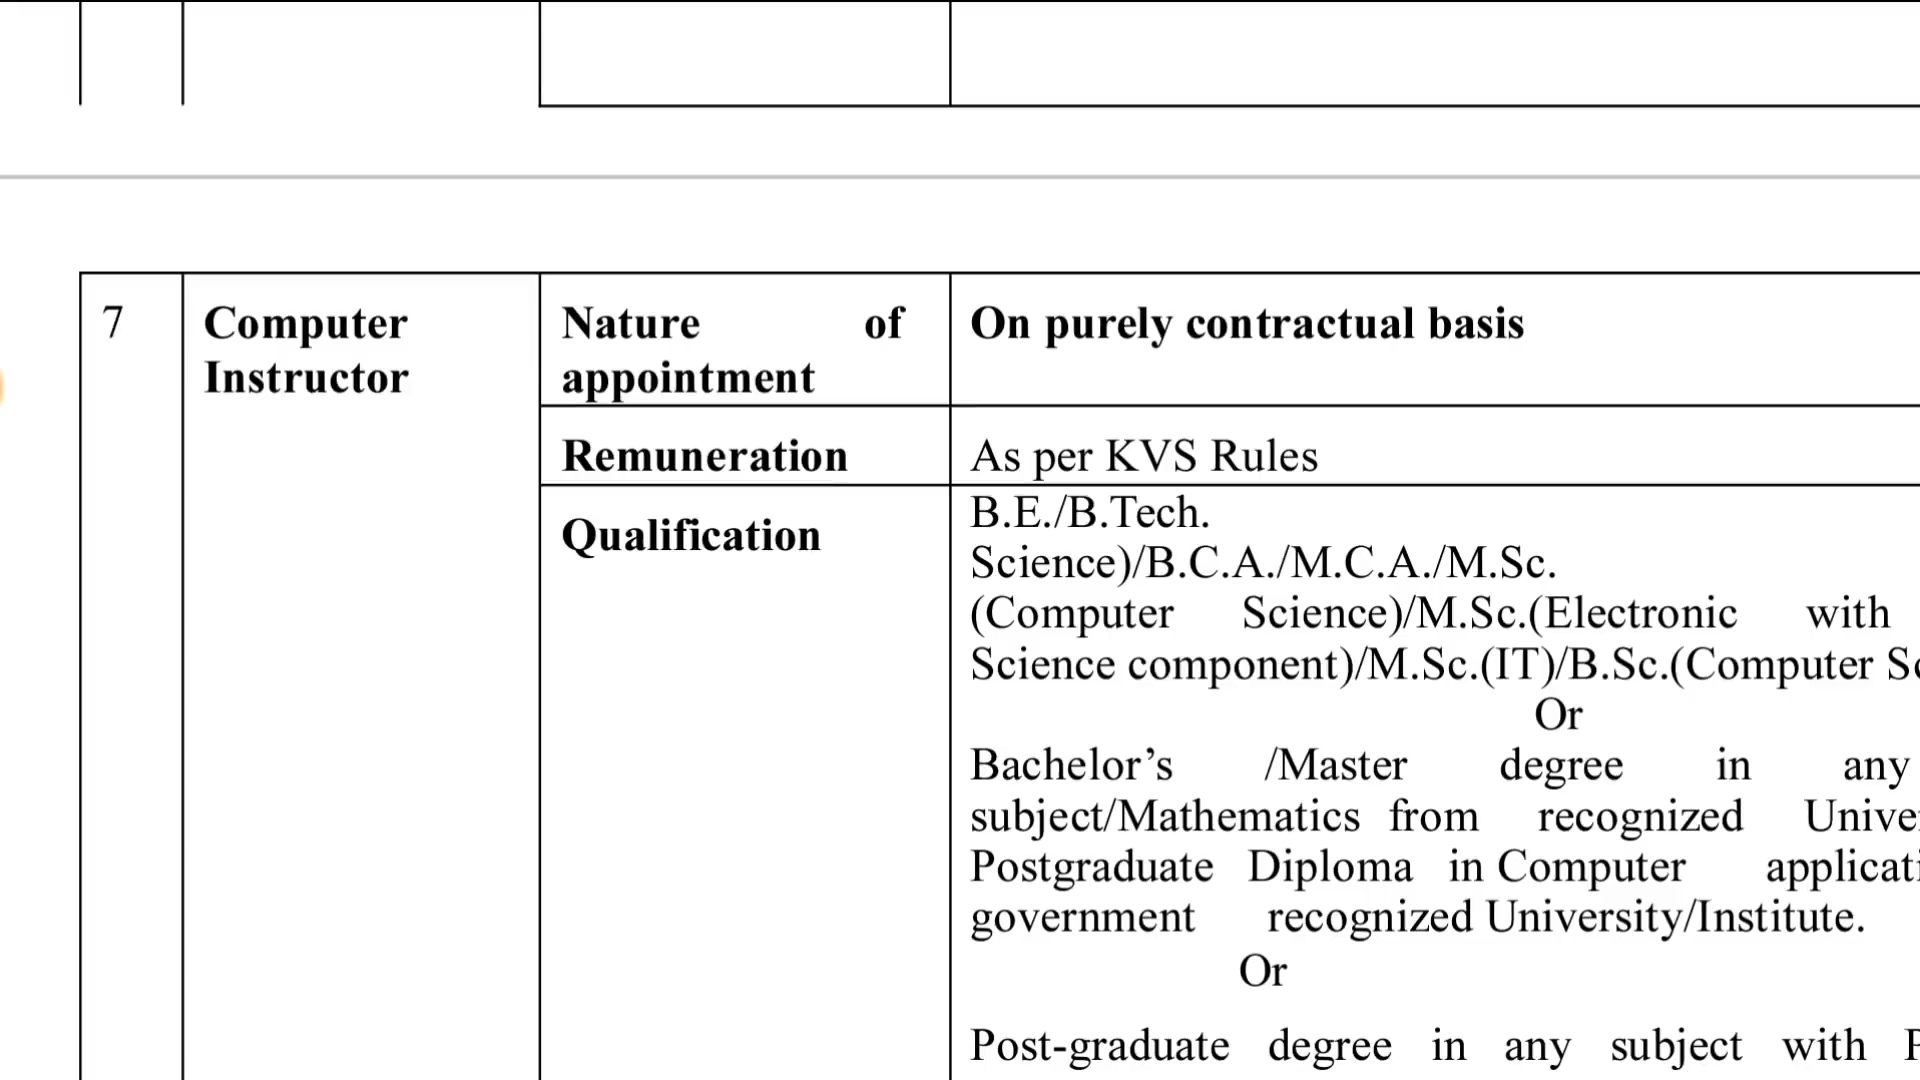 7
Computer
Instructor
Nature of
appointment
On purely contractual basis
Remuneration
As per KVS Rules
Qualification
B.E./B.Tech.
Science)/B.C.A./M.C.A./M.Sc.
(Computer Science)/M.Sc.(Electronic with
Science component)/M.Sc.(IT)/B.Sc.(Computer
Or
Bachelor’s /Master degree in any
subject/Mathematics from recognized
Postgraduate Diploma in Computer
government recognized University/Institute.
Or
Post-graduate degree in any subject with